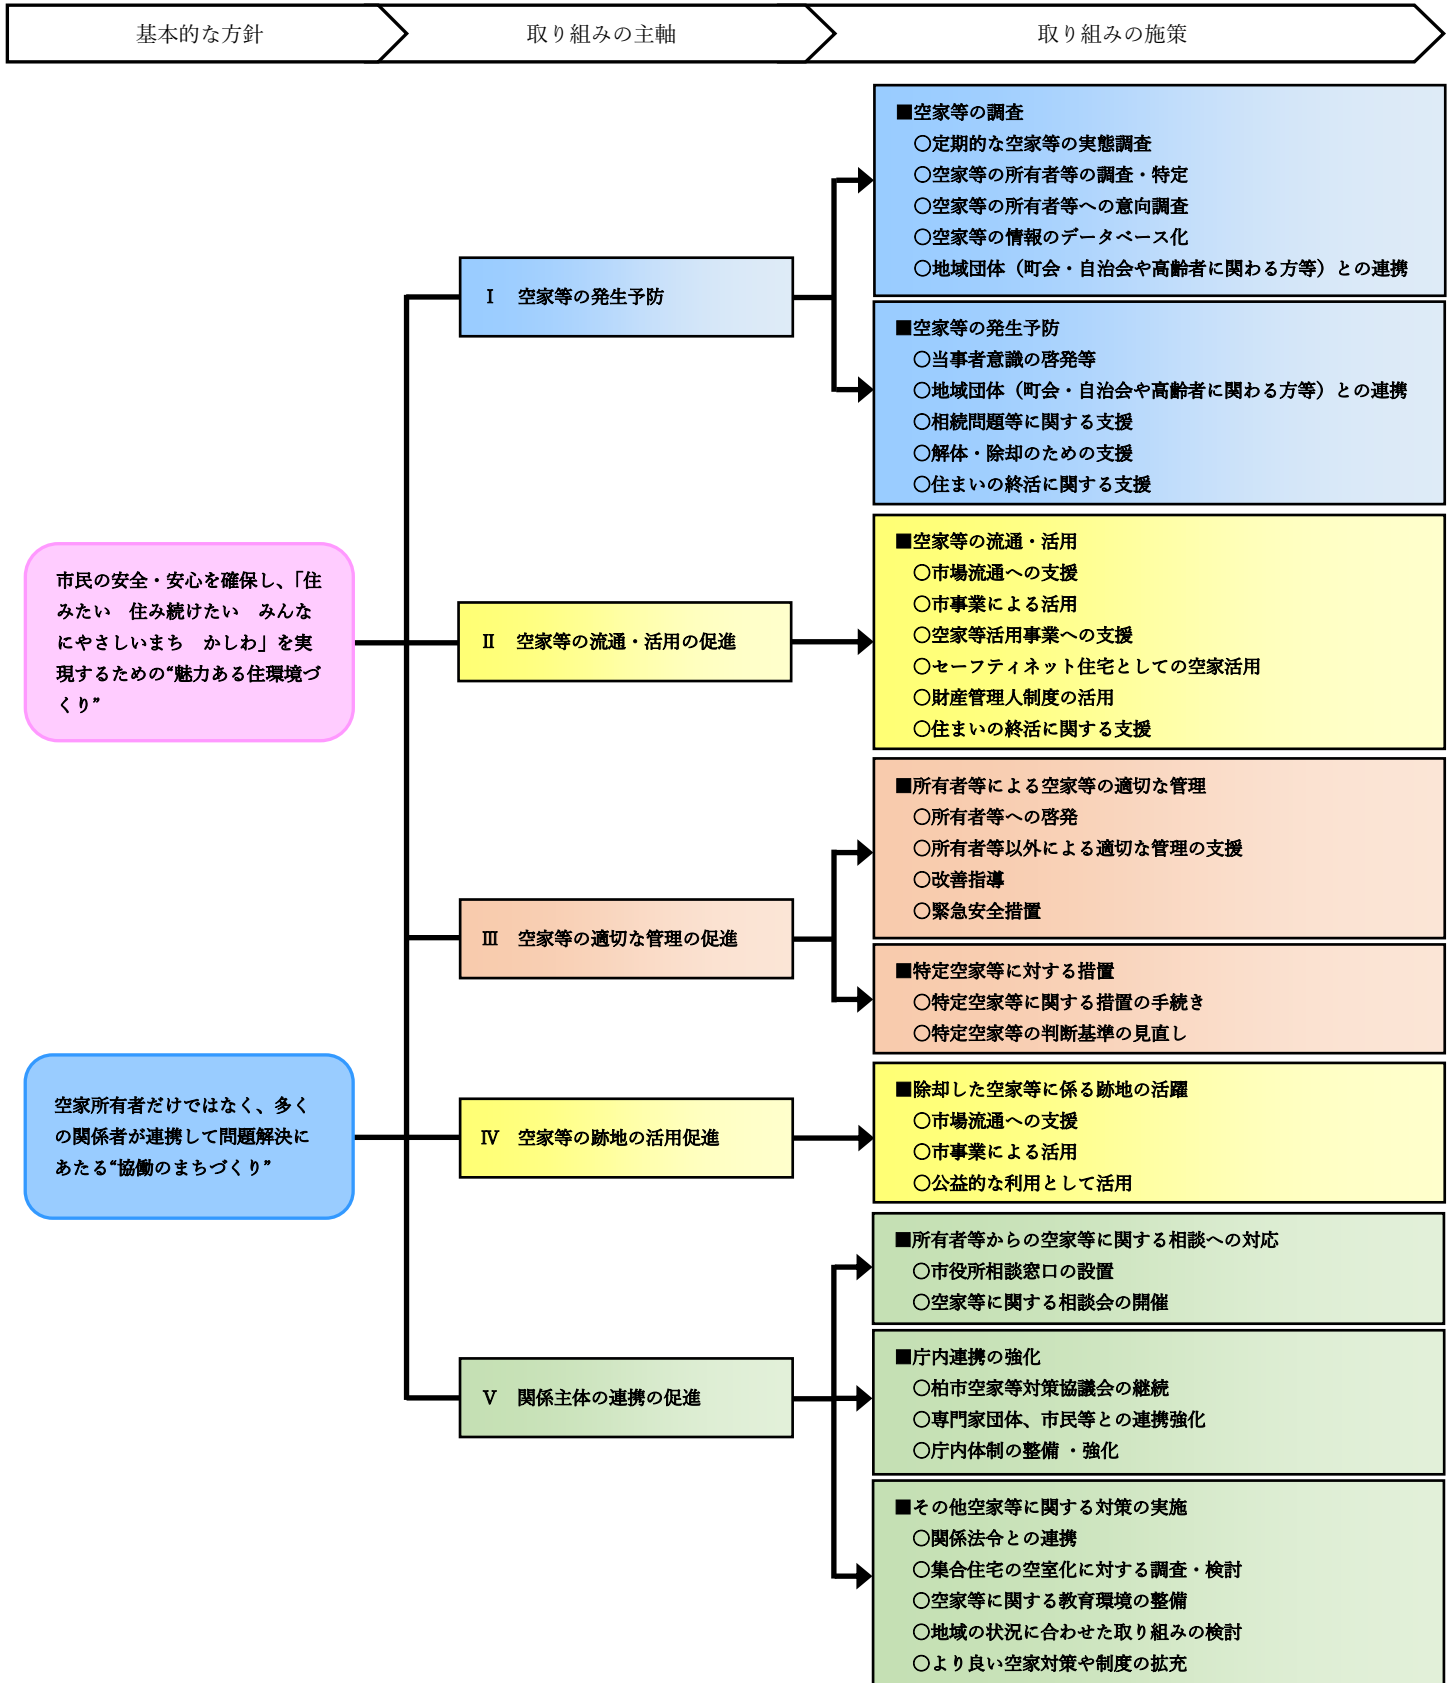 基本的な方針
取り組みの主軸
取り組みの施策
市民の安全・安心を確保し、「住
みたい　住み続けたい　みんな
にやさしいまち　かしわ」を実
現するための“魅力ある住環境づ
くり”
空家所有者だけではなく、多く
の関係者が連携して問題解決に
あたる“協働のまちづくり”
Ⅰ　空家等の発生予防
Ⅱ　空家等の流通・活用の促進
Ⅲ　空家等の適切な管理の促進
Ⅳ　空家等の跡地の活用促進
Ⅴ　関係主体の連携の促進
■空家等の調査
〇定期的な空家等の実態調査
〇空家等の所有者等の調査・特定
〇空家等の所有者等への意向調査
〇空家等の情報のデータベース化
〇地域団体（町会・自治会や高齢者に関わる方等）との連携
■空家等の発生予防
〇当事者意識の啓発等
〇地域団体（町会・自治会や高齢者に関わる方等）との連携
〇相続問題等に関する支援
〇解体・除却のための支援
〇住まいの終活に関する支援
■空家等の流通・活用
〇市場流通への支援
〇市事業による活用
〇空家等活用事業への支援
〇セーフティネット住宅としての空家活用
〇財産管理人制度の活用
〇住まいの終活に関する支援
■所有者等による空家等の適切な管理
〇所有者等への啓発
〇所有者等以外による適切な管理の支援
〇改善指導
〇緊急安全措置
■特定空家等に対する措置
〇特定空家等に関する措置の手続き
〇特定空家等の判断基準の見直し
■除却した空家等に係る跡地の活躍
〇市場流通への支援
〇市事業による活用
〇公益的な利用として活用
■所有者等からの空家等に関する相談への対応
〇市役所相談窓口の設置
〇空家等に関する相談会の開催
■庁内連携の強化
〇柏市空家等対策協議会の継続
〇専門家団体、市民等との連携強化
〇庁内体制の整備 ・強化
■その他空家等に関する対策の実施
〇関係法令との連携
〇集合住宅の空室化に対する調査・検討
〇空家等に関する教育環境の整備
〇地域の状況に合わせた取り組みの検討
〇より良い空家対策や制度の拡充